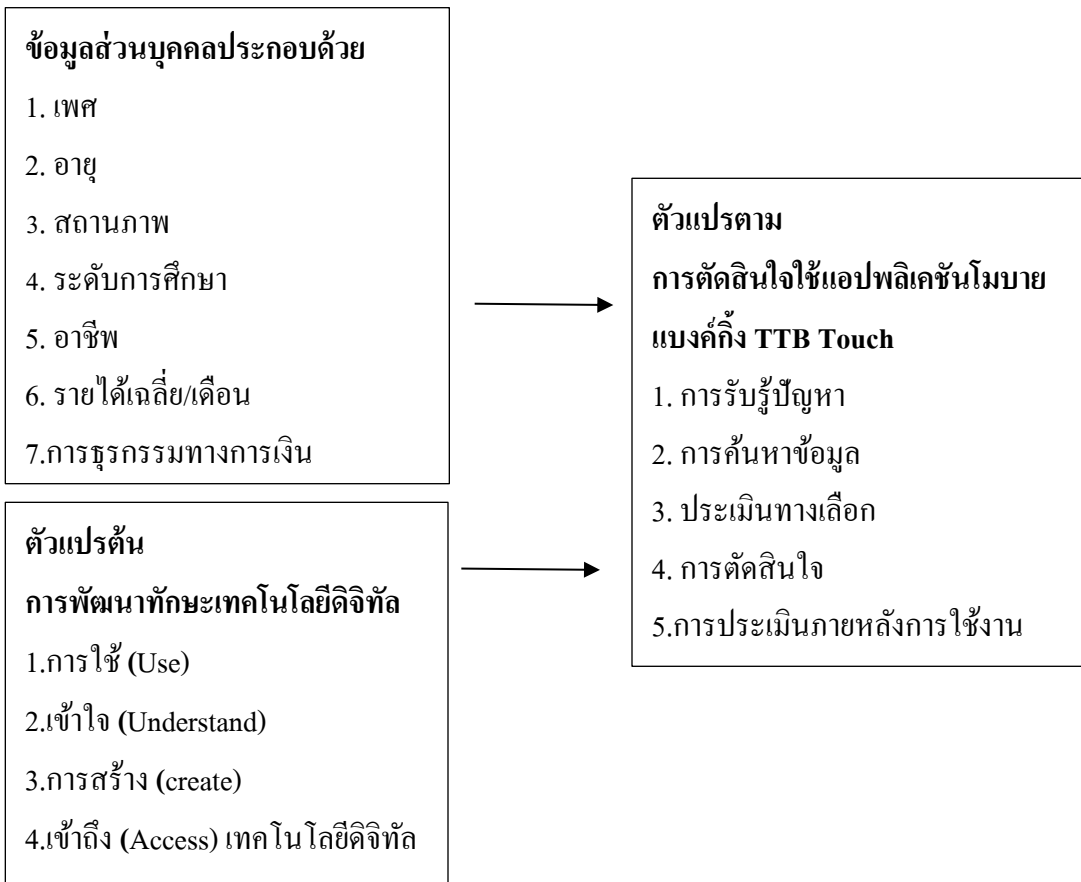 ข้อมูลส่วนบุคคลประกอบด้วย
1. เพศ
2. อายุ
3. สถานภาพ
4. ระดับการศึกษา
5. อาชีพ
6. รายได้เฉลี่ย/เดือน
7.การธุรกรรมทางการเงิน
ตัวแปรต้น
การพัฒนาทักษะเทคโนโลยีดิจิทัล
1.การใช้ (Use)
2.เข้าใจ (Understand)
3.การสร้าง (create)
4.เข้าถึง (Access) เทคโนโลยีดิจิทัล
ตัวแปรตาม
การตัดสินใจใช้แอปพลิเคชันโมบาย
แบงค์กิ้ง TTB Touch
1. การรับรู้ปัญหา
2. การค้นหาข้อมูล
3. ประเมินทางเลือก
4. การตัดสินใจ
5.การประเมินภายหลังการใช้งาน